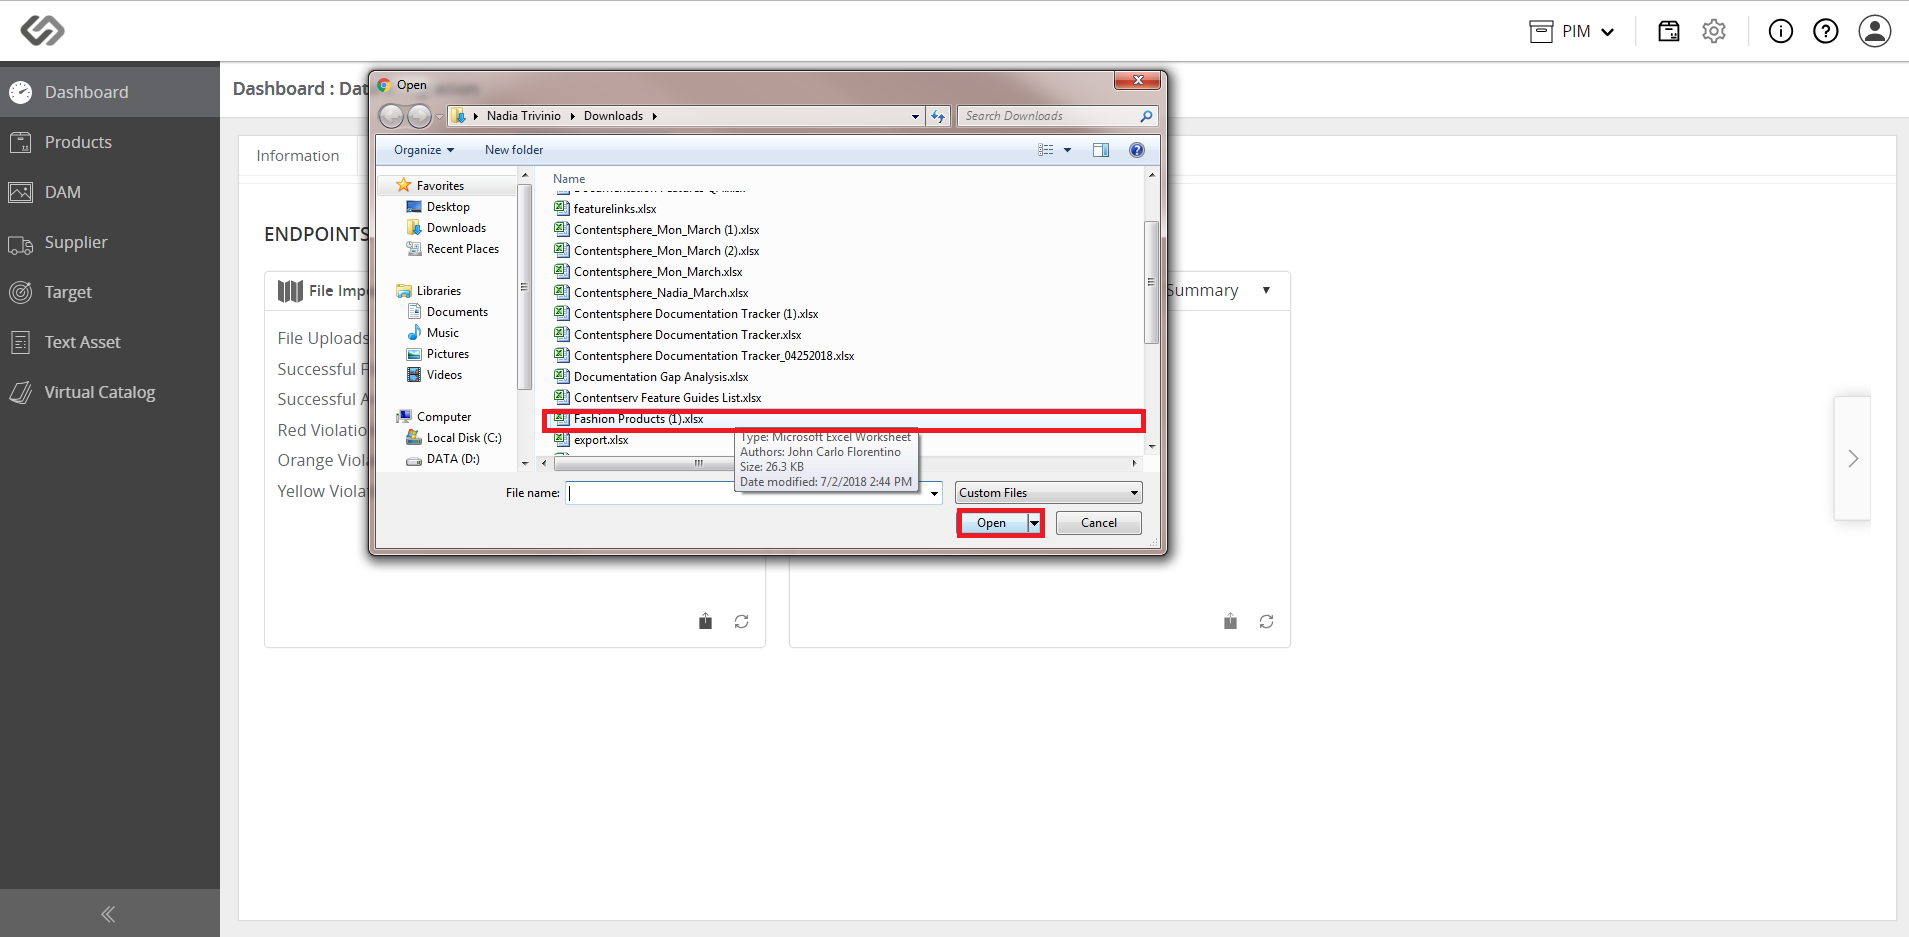 PIM
Dashboard
Products
DAM
Supplier
Target
Text Asset
Virtual Catalog
Dashboard : Dat
Information
ENDPOINTS
File Imp
File Uploads
Successful F
Successful A
Red Violatio
Orange Viol
Yellow Viola
Summary
Open
Nadia Trivinio
Downloads
Search Downloads
Organize
New folder
Favorites
Desktop
Downloads
Recent Places
Libraries
Documents
Music
Pictures
Videos
Computer
Local Disk (C:)
DATA (D:)
Name
featurelinks.xlsx
Contentsphere_Mon_March (1).xlsx
Contentsphere_Mon_March (2).xlsx
Contentsphere_Mon_March.xlsx
Contentsphere_Nadia_March.xlsx
Contentsphere Documentation Tracker (1).xlsx
Contentsphere Documentation Tracker.xlsx
Contentsphere Documentation Tracker_04252018.xlsx
Documentation Gap Analysis.xlsx
Contentserv Feature Guides List.xlsx
Fashion Products (1).xlsx
export.xlsx
Type: Microsoft Excel Worksheet
Authors: John Carlo Florentino
Size: 26.3 KB
Date modified: 7/2/2018 2:44 PM
File name:
Custom Files
Open
Cancel